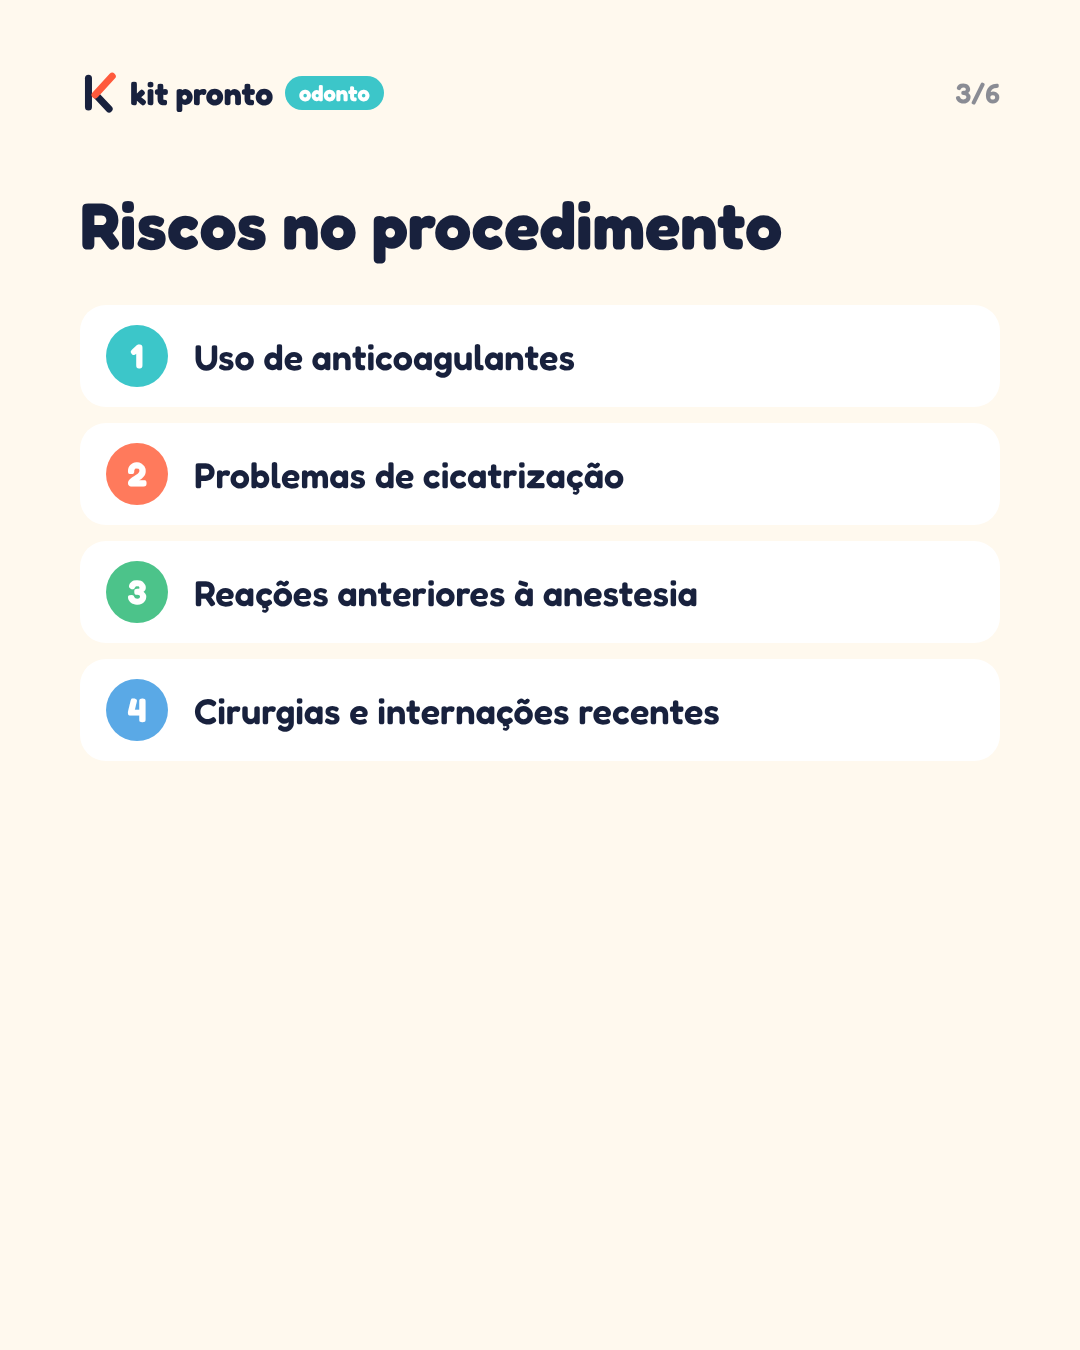 kit pronto odonto 3/6
Riscos no procedimento
1 Uso de anticoagulantes
2 Problemas de cicatrização
3 Reações anteriores à anestesia
4 Cirurgias e internações recentes